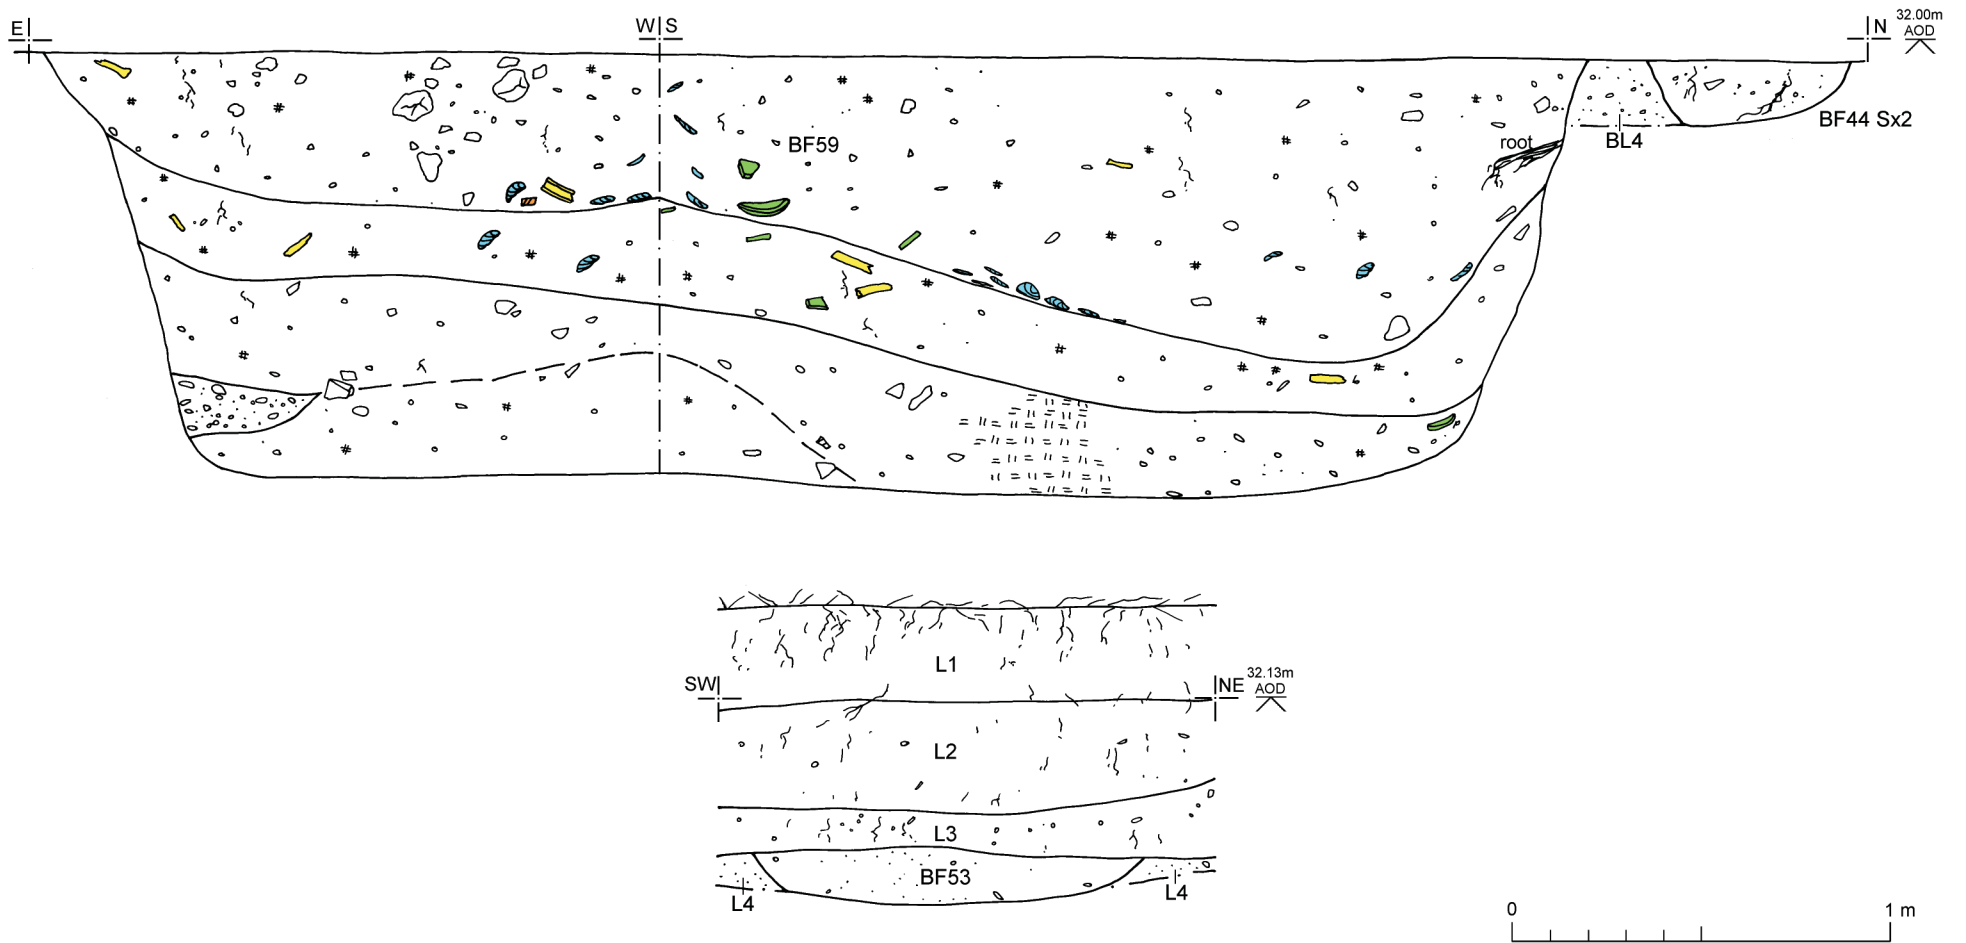 E
W S
N
32.00m
AOD
BF59
root
BL4
BF44 Sx2
L1
SW
NE
32.13m
AOD
L2
L3
BF53
L4
L4
0
1 m